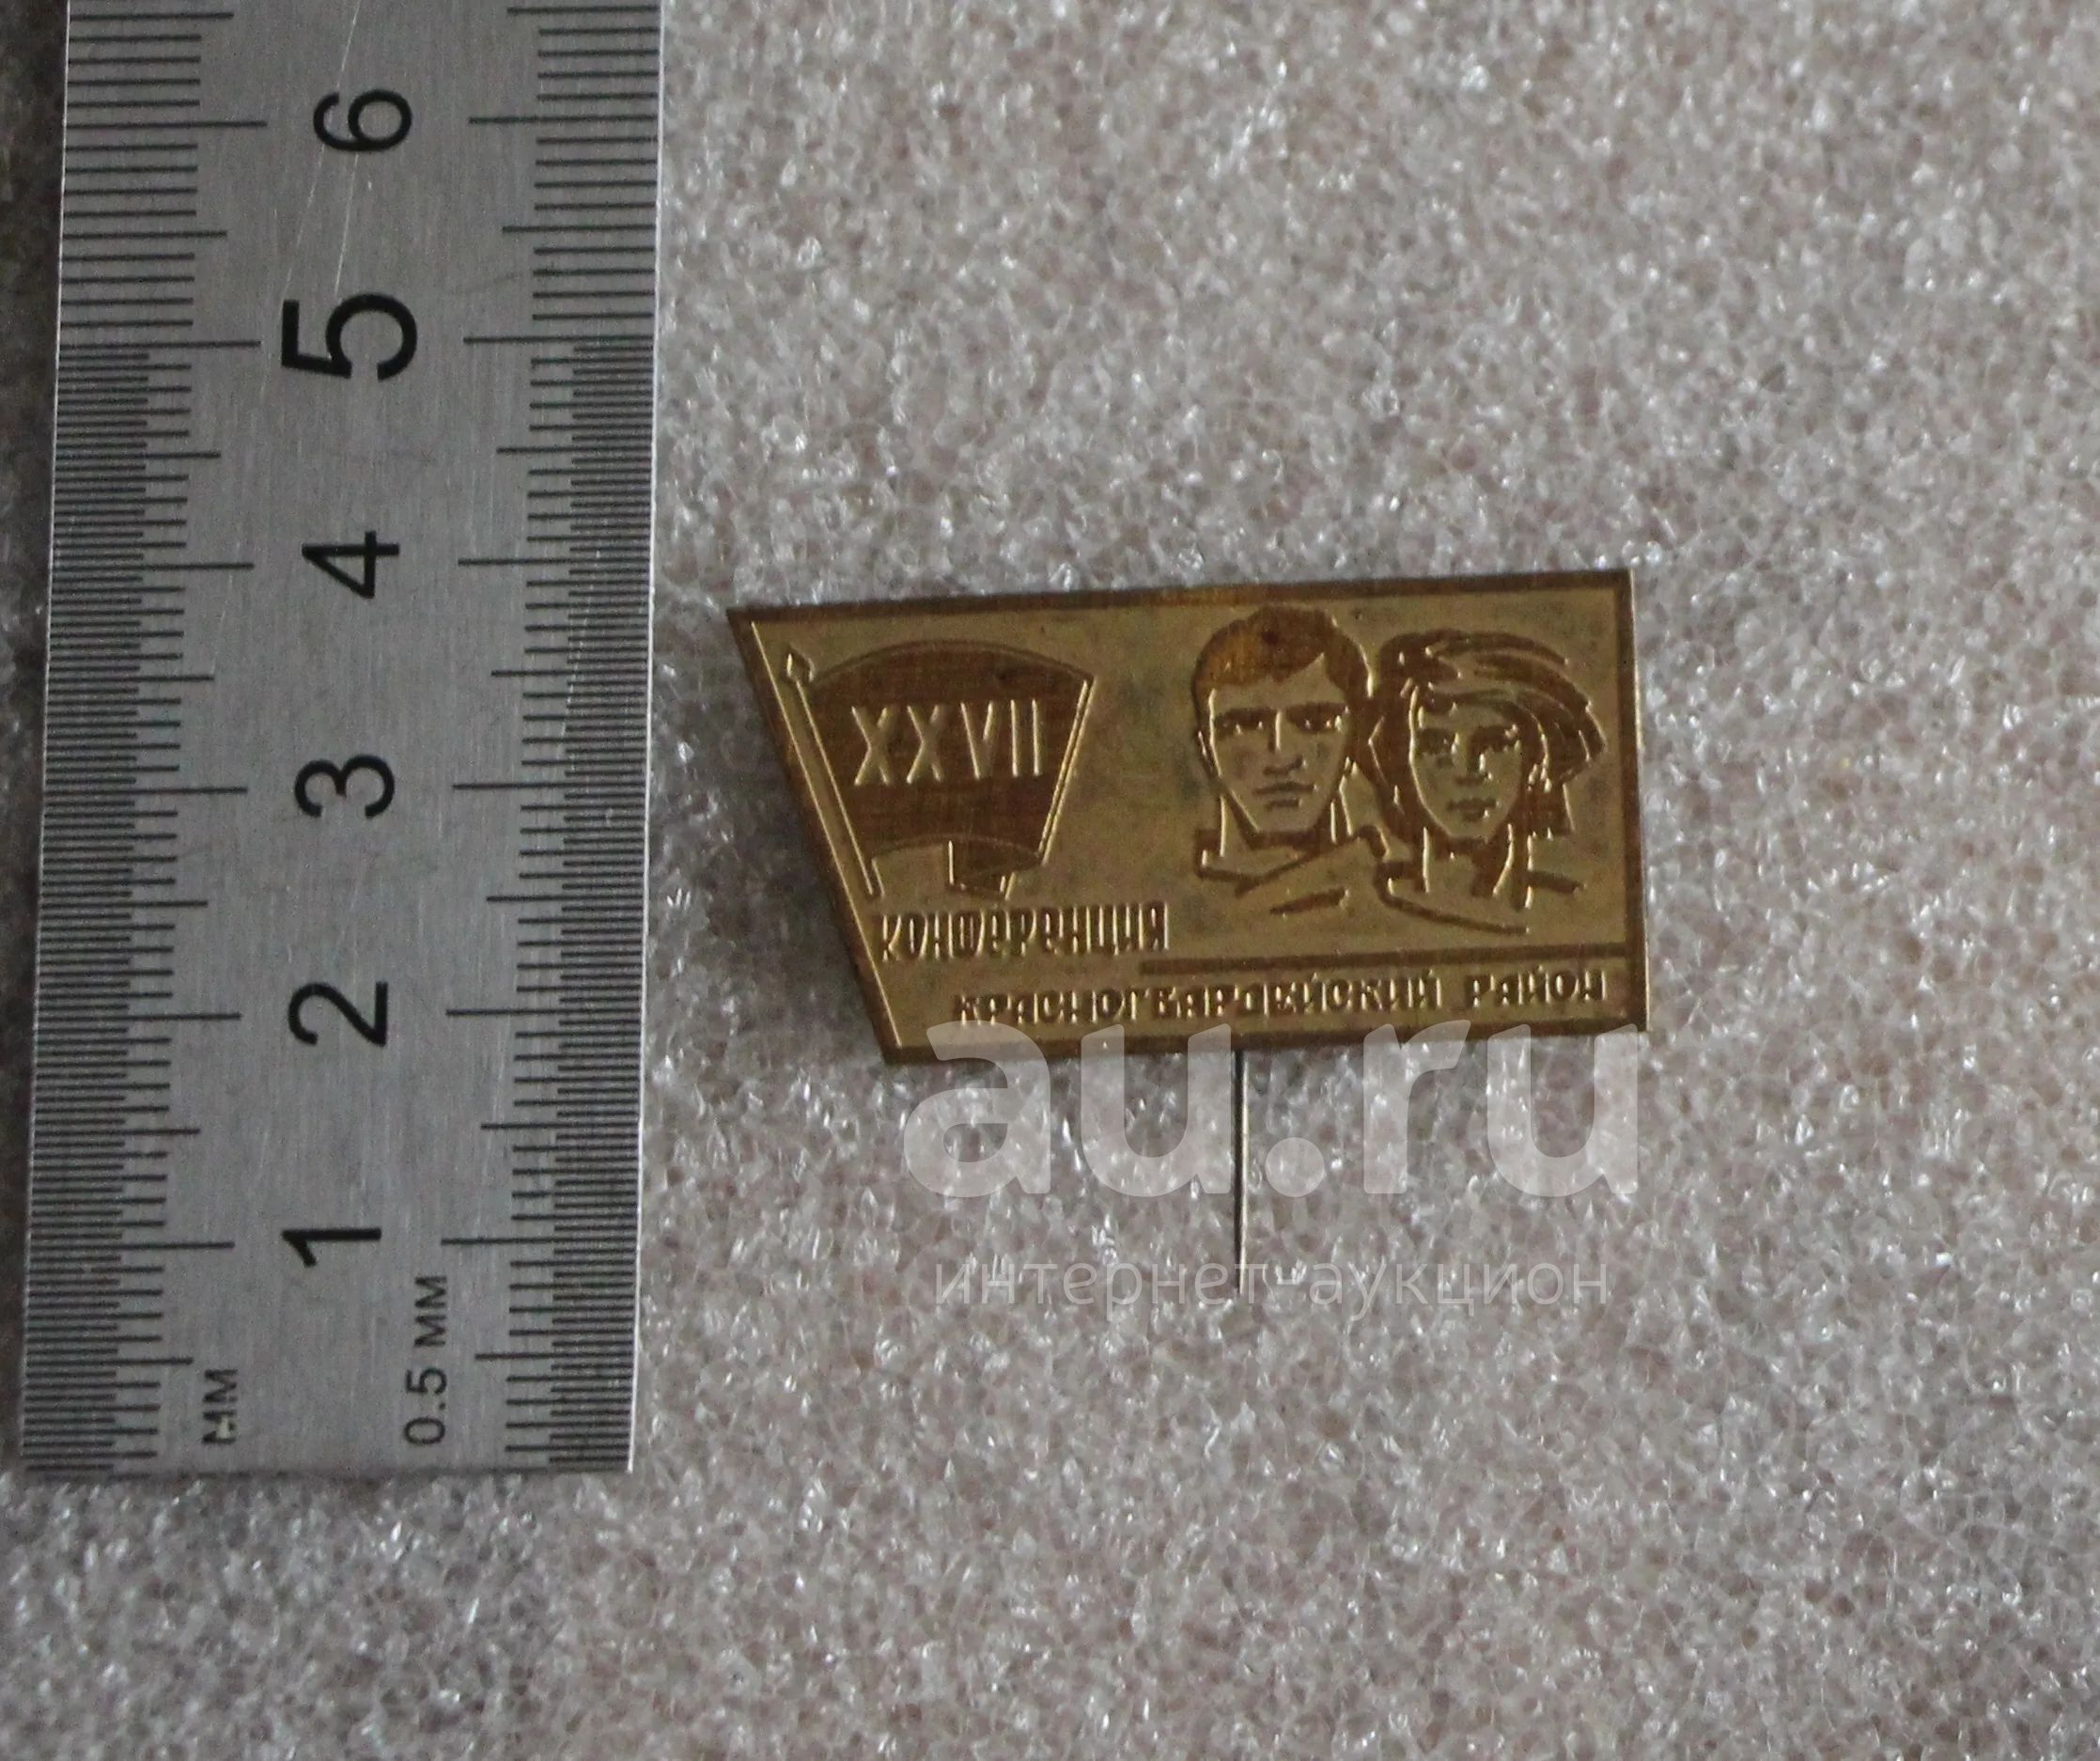 6
5
4
3
2
1
0.5 мм
мм
XXVII
КОНФЕРЕНЦИЯ
КРАСНОГВАРДЕЙСКИЙ РАЙОН
au.ru
интернет-аукцион